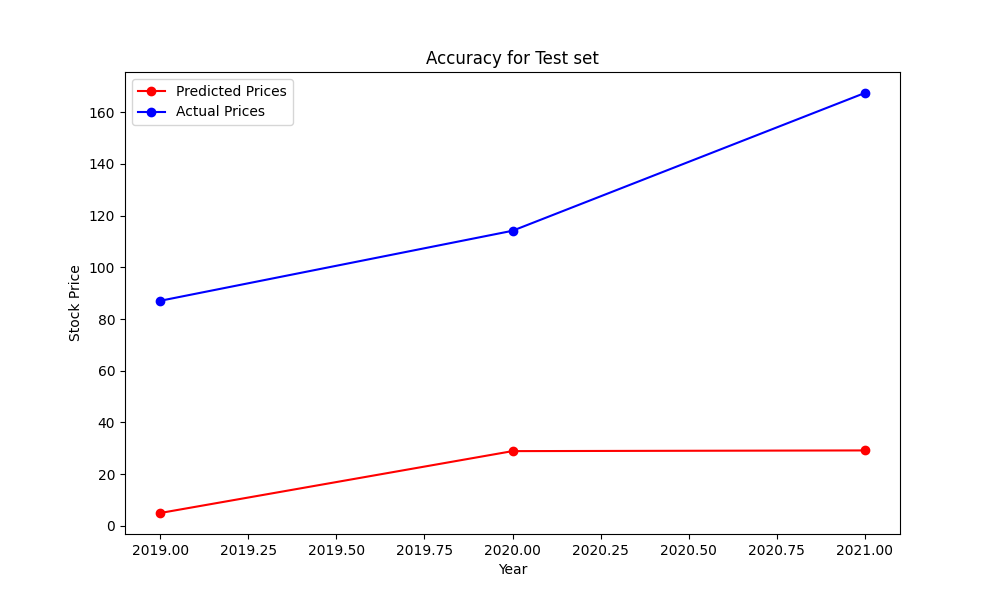 Accuracy for Test set
Predicted Prices
Actual Prices
160
140
120
100
80
60
40
20
0
Stock Price
2019.00 2019.25 2019.50 2019.75 2020.00 2020.25 2020.50 2020.75 2021.00
Year